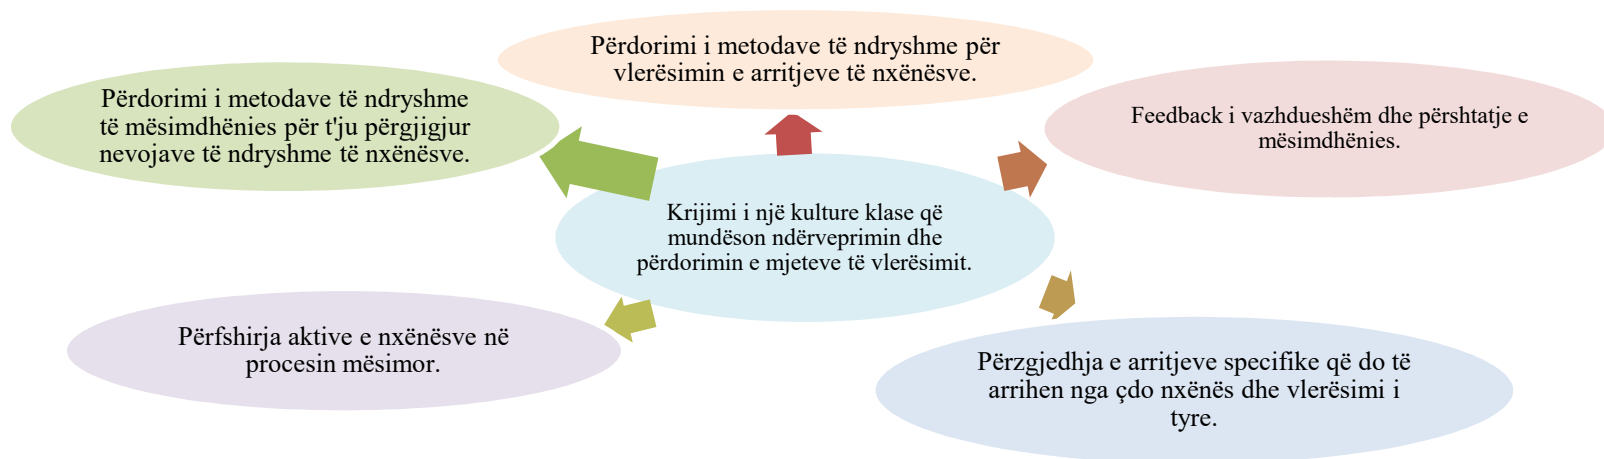 Përdorimi i metodave të ndryshme për
vlerësimin e arritjeve të nxënësve.
Përdorimi i metodave të ndryshme
të mësimdhënies për t'ju përgjigjur
nevojave të ndryshme të nxënësve.
Feedback i vazhdueshëm dhe përshtatje e
mësimdhënies.
Krijimi i një kulture klase që
mundëson ndërveprimin dhe
përdorimin e mjeteve të vlerësimit.
Përfshirja aktive e nxënësve në
procesin mësimor.
Përzgjedhja e arritjeve specifike që do të
arrihen nga çdo nxënës dhe vlerësimi i
tyre.